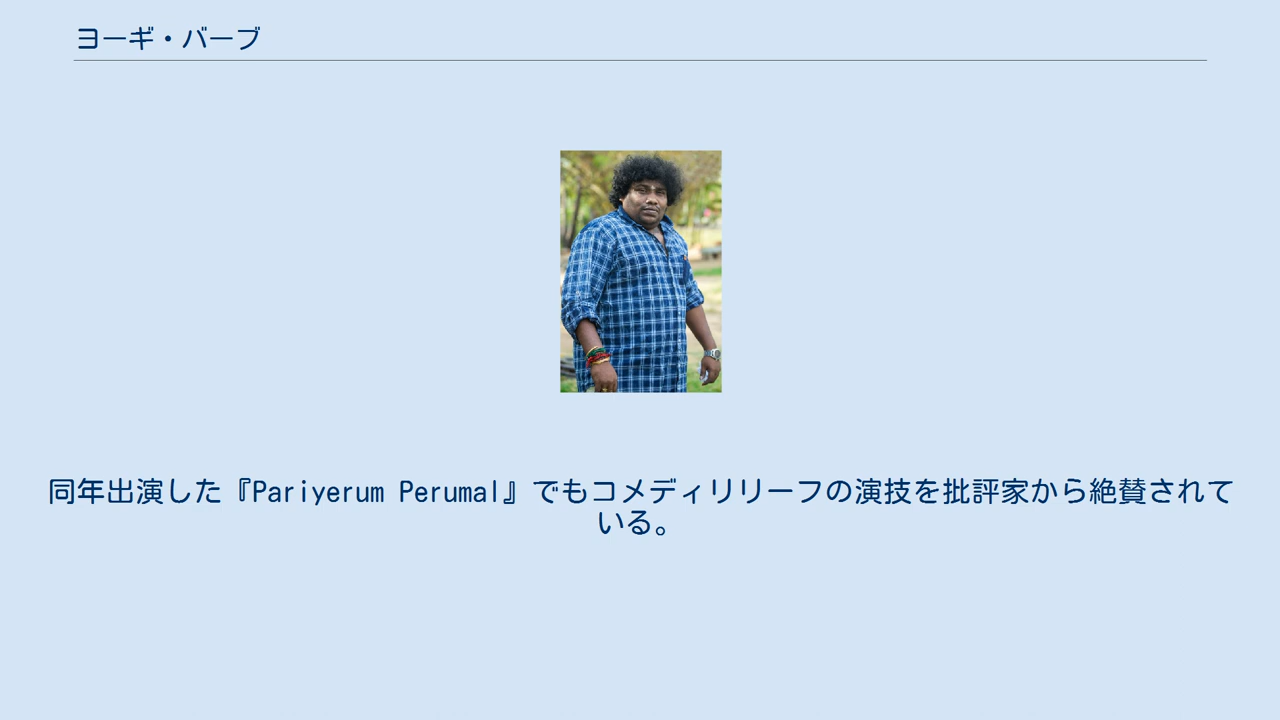 ヨーギ・バーブ
同年出演した『Pariyerum Perumal』でもコメディリリーフの演技を批評家から絶賛されて
いる。